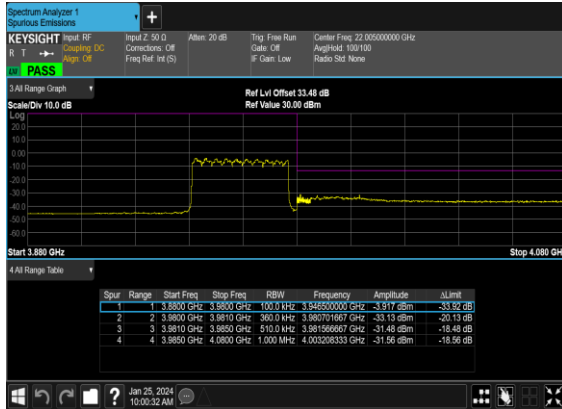 Spectrum Analyzer 1
Spurious Emissions
+
KEYSIGHT Input: RF Input Z: 50 Ω Atten: 20 dB Trig: Free Run Center Freq: 22.005000000 GHz
R T Coupling: DC Corrections: Off Gate: Off Avg|Hold: 100/100
Align: Off Freq Ref: Int (S) IF Gain: Low Radio Std: None
PASS
3 All Range Graph Ref Lvl Offset 33.48 dB
Scale/Div 10.0 dB Ref Value 30.00 dBm
Log
20.0
10.0
0.00
-10.0
-20.0
-30.0
-40.0
-50.0
-60.0
Start 3.880 GHz Stop 4.080 GH
4 All Range Table
Spur Range Start Freq Stop Freq RBW Frequency Amplitude ΔLimit
1 1 3.8800 GHz 3.9800 GHz 100.0 kHz 3.946500000 GHz -3.917 dBm -33.92 dB
2 2 3.9800 GHz 3.9810 GHz 360.0 kHz 3.980701667 GHz -33.13 dBm -20.13 dB
3 3 3.9810 GHz 3.9850 GHz 510.0 kHz 3.981566667 GHz -31.48 dBm -18.48 dB
4 4 3.9850 GHz 4.0800 GHz 1.000 MHz 4.003208333 GHz -31.56 dBm -18.56 dB
? Jan 25, 2024
10:00:32 AM